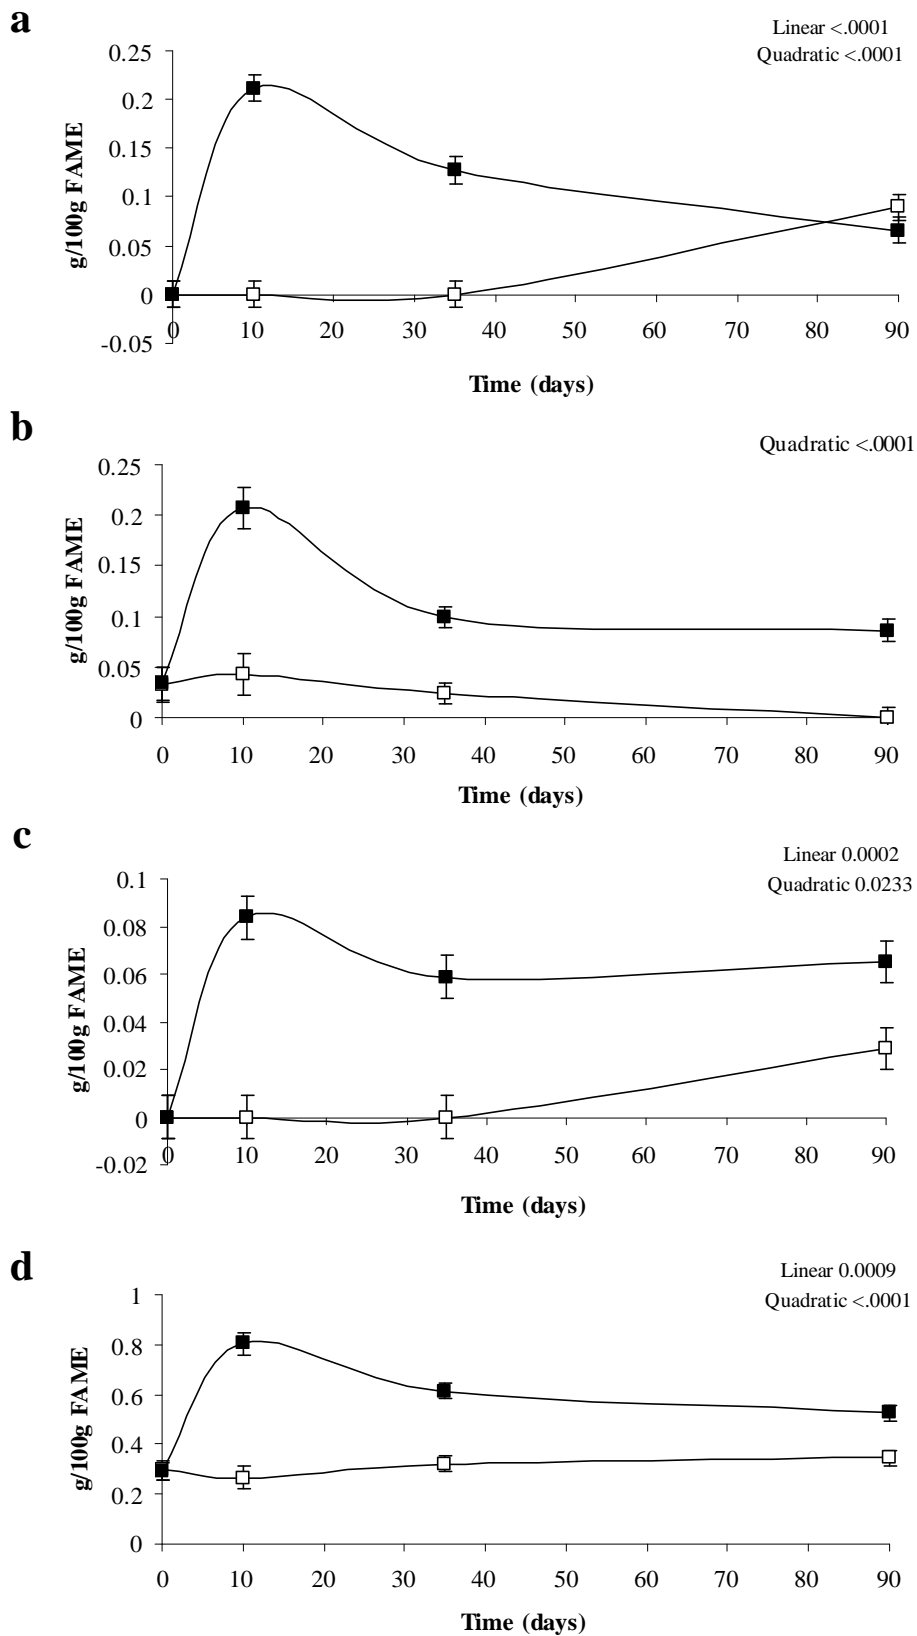 a
Linear <.0001
Quadratic <.0001
0.25
0.2
0.15
0.1
0.05
0
-0.05
g/100g FAME
0 10 20 30 40 50 60 70 80 90
Time (days)
b
Quadratic <.0001
0.25
0.2
0.15
0.1
0.05
0
g/100g FAME
0 10 20 30 40 50 60 70 80 90
Time (days)
c
Linear 0.0002
Quadratic 0.0233
0.1
0.08
0.06
0.04
0.02
0
-0.02
g/100g FAME
0 10 20 30 40 50 60 70 80 90
Time (days)
d
Linear 0.0009
Quadratic <.0001
1
0.8
0.6
0.4
0.2
0
g/100g FAME
0 10 20 30 40 50 60 70 80 90
Time (days)